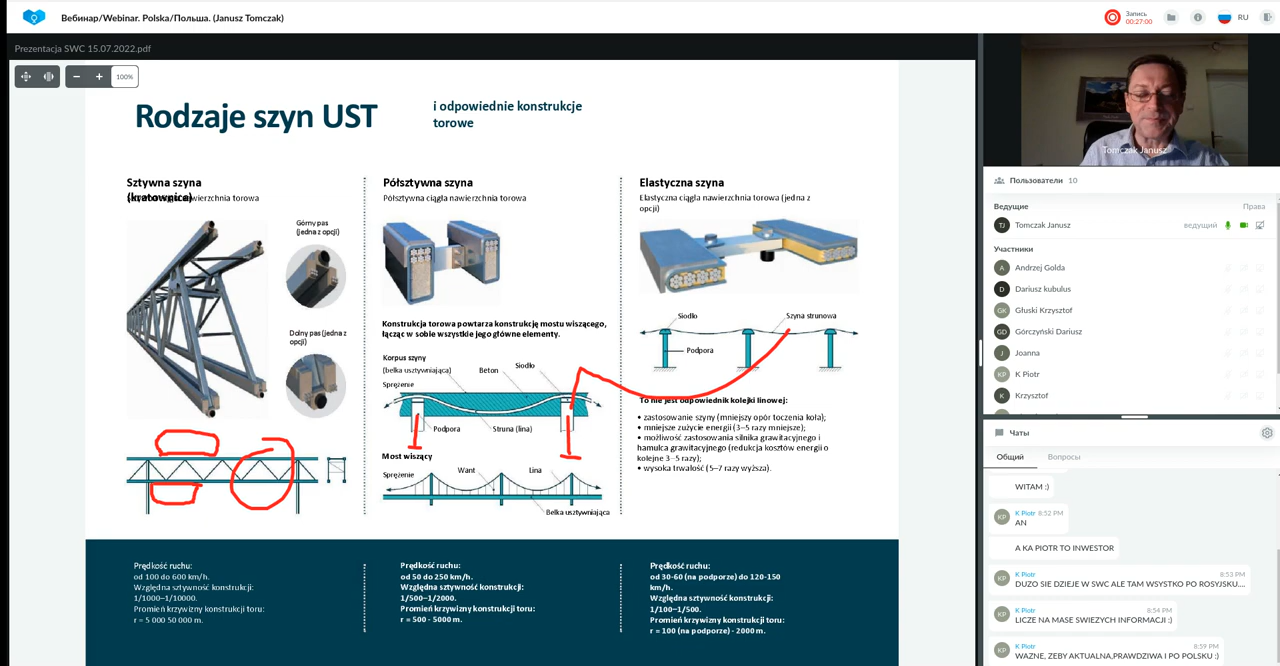 Вебинар/Webinar. Polska/Польша. (Janusz Tomczak)
Запись
00:27:00
RU
Prezentacja SWC 15.07.2022.pdf
100%
Rodzaje szyn UST
i odpowiednie konstrukcje
torowe
Sztywna szyna
(kratownica)
nawierzchnia torowa
Górny pas
(jedna z opcji)
Dolny pas (jedna z
opcji)
Półsztywna szyna
Półsztywna ciągła nawierzchnia torowa
Konstrukcja torowa powtarza konstrukcję mostu wiszącego,
łącząc w sobie wszystkie jego główne elementy.
Korpus szyny
(belka usztywniająca)
Beton
Siodło
Sprężenie
Podpora
Struna (lina)
Most wiszący
Sprężenie
Want
Lina
Belka usztywniająca
Elastyczna szyna
Elastyczna ciągła nawierzchnia torowa (jedna z
opcji)
Siodło
Szyna strunowa
Podpora
To nie jest odpowiednik kolejki linowej:
• zastosowanie szyny (mniejszy opór toczenia koła);
• mniejsze zużycie energii (3–5 razy mniejsze);
• możliwość zastosowania silnika grawitacyjnego i
hamulca grawitacyjnego (redukcja kosztów energii o
kolejne 3–5 razy);
• wysoka trwałość (5–7 razy wyższa).
Prędkość ruchu:
od 100 do 600 km/h.
Względna sztywność konstrukcji:
1/1000–1/10000.
Promień krzywizny konstrukcji toru:
r = 5 000 50 000 m.
Prędkość ruchu:
od 50 do 250 km/h.
Względna sztywność konstrukcji:
1/500–1/2000.
Promień krzywizny konstrukcji toru:
r = 500 - 5000 m.
Prędkość ruchu:
od 30-60 (na podporze) do 120-150
km/h.
Względna sztywność konstrukcji:
1/100–1/500.
Promień krzywizny konstrukcji toru:
r = 100 (na podporze) - 2000 m.
Tomczak Janusz
Пользователи 10
Ведущие
Права
TJ
Tomczak Janusz
ведущий
Участники
A
Andrzej Golda
D
Dariusz kubulus
GK
Głuski Krzysztof
GD
Górczyński Dariusz
J
Joanna
KP
K Piotr
K
Krzysztof
Чаты
Общий
Вопросы
WITAM :)
KP
K Piotr 8:52 PM
AN
A KA PIOTR TO INWESTOR
KP
K Piotr 8:53 PM
DUZO SIE DZIEJE W SWC ALE TAM WSYSTKO PO ROSYJSKU....
KP
K Piotr 8:54 PM
LICZE NA MASE SWIEZYCH INFORMACJI :)
KP
K Piotr 8:59 PM
WAZNE, ZEBY AKTUALNA,PRAWDZIWA I PO POLSKU :)